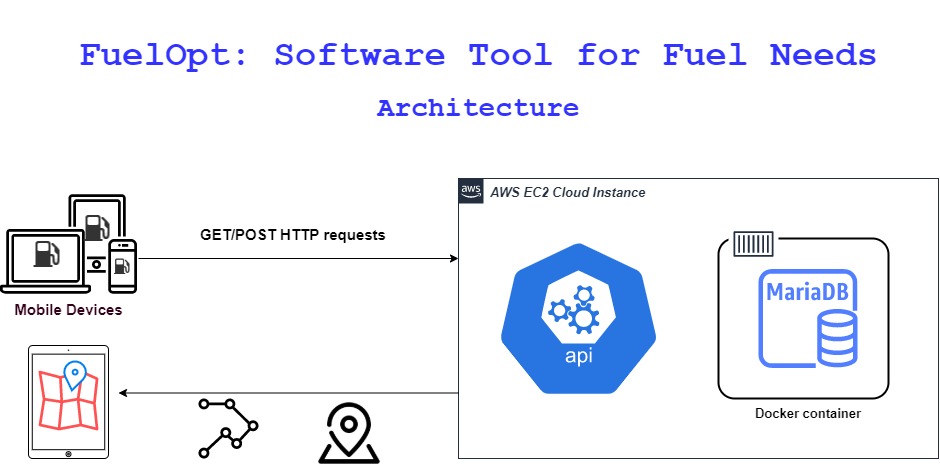 FuelOpt: Software Tool for Fuel Needs
Architecture
aws
AWS EC2 Cloud Instance
GET/POST HTTP requests
MariaDB
Mobile Devices
api
Docker container